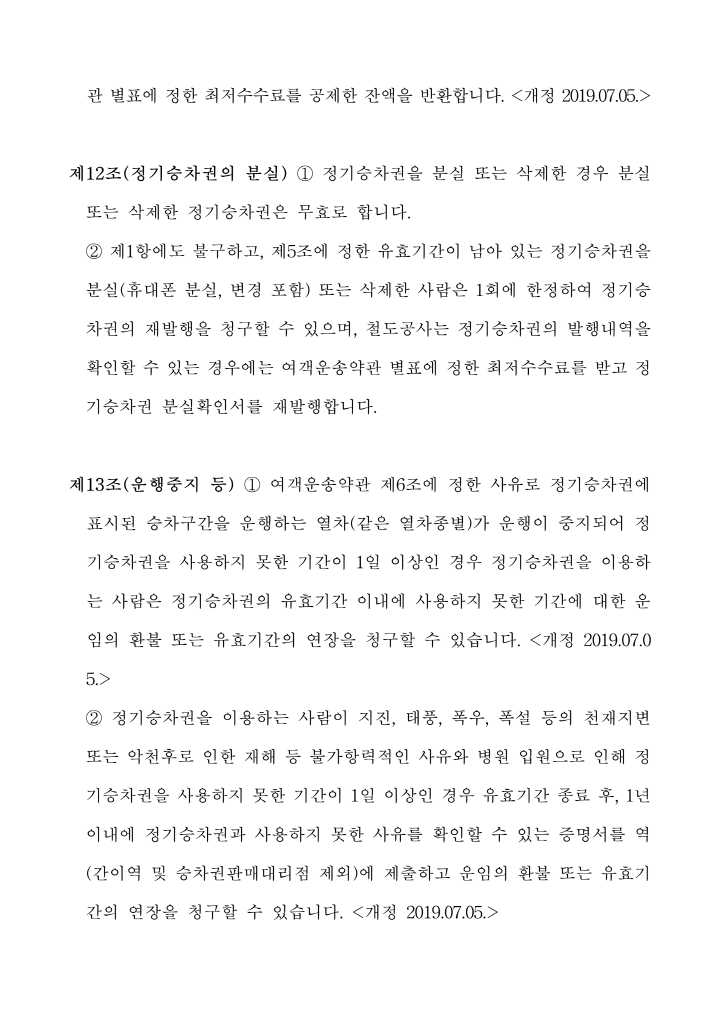 관 별표에 정한 최저수수료를 공제한 잔액을 반환합니다. <개정 2019.07.05.>
제12조(정기승차권의 분실) ① 정기승차권을 분실 또는 삭제한 경우 분실
또는 삭제한 정기승차권은 무효로 합니다.
② 제1항에도 불구하고, 제5조에 정한 유효기간이 남아 있는 정기승차권을
분실(휴대폰 분실, 변경 포함) 또는 삭제한 사람은 1회에 한정하여 정기승
차권의 재발행을 청구할 수 있으며, 철도공사는 정기승차권의 발행내역을
확인할 수 있는 경우에는 여객운송약관 별표에 정한 최저수수료를 받고 정
기승차권 분실확인서를 재발행합니다.
제13조(운행중지 등) ① 여객운송약관 제6조에 정한 사유로 정기승차권에
표시된 승차구간을 운행하는 열차(같은 열차종별)가 운행이 중지되어 정
기승차권을 사용하지 못한 기간이 1일 이상인 경우 정기승차권을 이용하
는 사람은 정기승차권의 유효기간 이내에 사용하지 못한 기간에 대한 운
임의 환불 또는 유효기간의 연장을 청구할 수 있습니다. <개정 2019.07.0
5.>
② 정기승차권을 이용하는 사람이 지진, 태풍, 폭우, 폭설 등의 천재지변
또는 악천후로 인한 재해 등 불가항력적인 사유와 병원 입원으로 인해 정
기승차권을 사용하지 못한 기간이 1일 이상인 경우 유효기간 종료 후, 1년
이내에 정기승차권과 사용하지 못한 사유를 확인할 수 있는 증명서를 역
(간이역 및 승차권판매대리점 제외)에 제출하고 운임의 환불 또는 유효기
간의 연장을 청구할 수 있습니다. <개정 2019.07.05.>